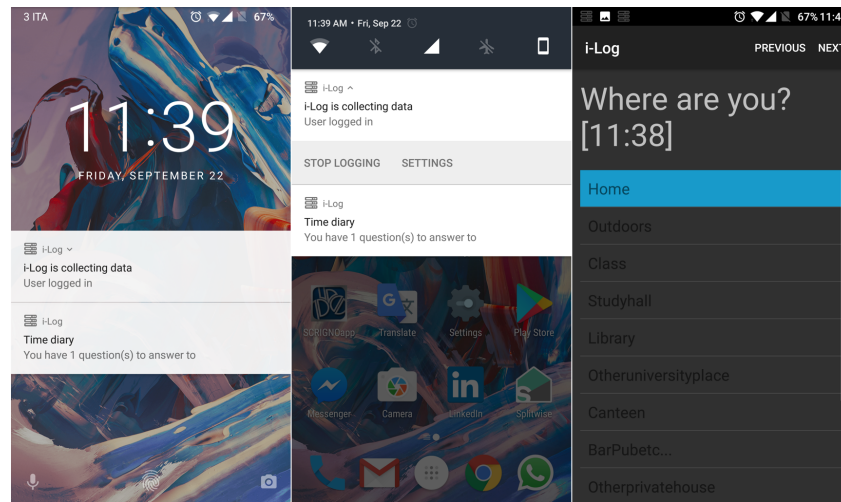 3 ITA
67%
11:39
FRIDAY, SEPTEMBER 22
i-Log
i-Log is collecting data
User logged in
i-Log
Time diary
You have 1 question(s) to answer to
11:39 AM • Fri, Sep 22
i-Log
i-Log is collecting data
User logged in
STOP LOGGING SETTINGS
i-Log
Time diary
You have 1 question(s) to answer to
SCRIGNOapp Translate Settings Play Store
Messenger Camera LinkedIn Splitwise
67% 11:4
i-Log PREVIOUS NEXT
Where are you?
[11:38]
Home
Outdoors
Class
Studyhall
Library
Otheruniversityplace
Canteen
BarPubetc...
Otherprivatehouse